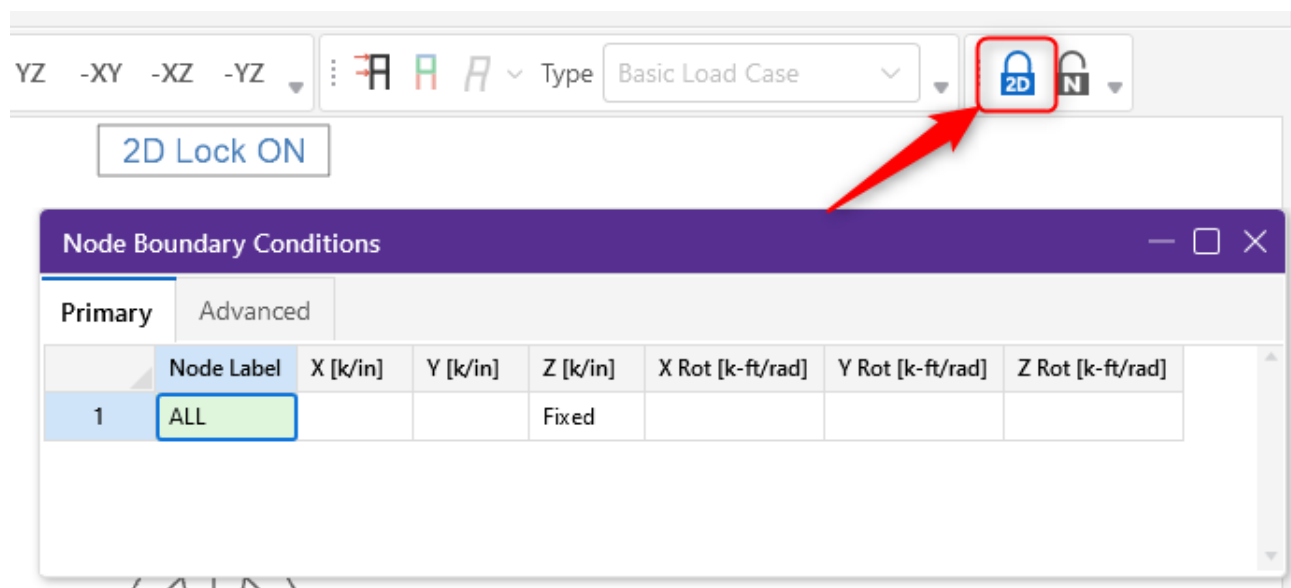 YZ -XY -XZ -YZ Type Basic Load Case 2D N
2D Lock ON
Node Boundary Conditions
Primary Advanced
Node Label X [k/in] Y [k/in] Z [k/in] X Rot [k-ft/rad] Y Rot [k-ft/rad] Z Rot [k-ft/rad]
1 ALL Fixed